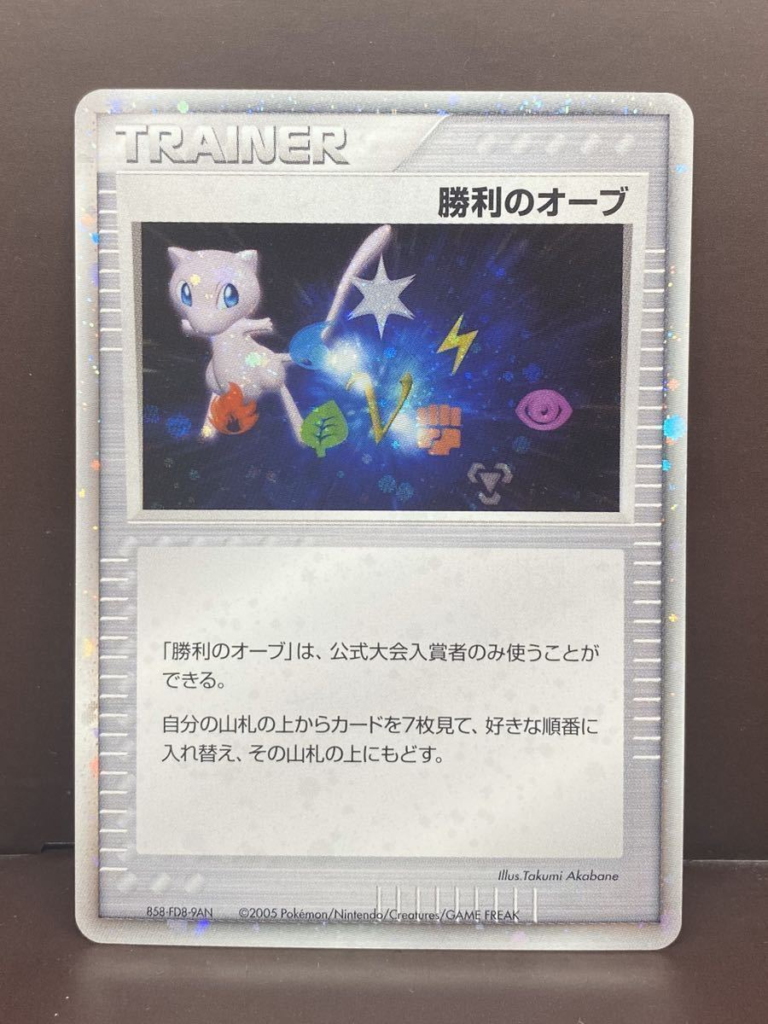 TRAINER
勝利のオーブ
「勝利のオーブ」は、公式大会入賞者のみ使うことが
できる。
自分の山札の上からカードを7枚見て、好きな順番に
入れ替え、その山札の上にもどす。
Illus.Takumi Akabane
858-FD8-9AN ©2005 Pokémon/Nintendo/Creatures/GAME FREAK